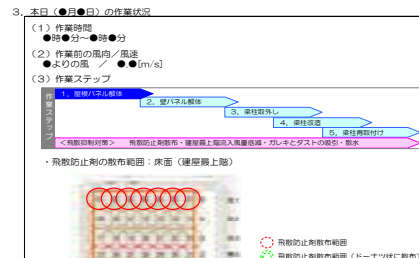 3. 本日（●月●日）の作業状況
（1）作業時間
●時●分～●時●分
（2）作業前の風向／風速
●よりの風 ／ ●.●[m/s]
（3）作業ステップ
作業ステップ
1、屋根パネル解体
2、壁パネル解体
3、梁柱取外し
4、梁柱改造
5、梁柱再取付け
＜飛散抑制対策＞ 飛散防止剤散布・建屋最上階流入風量低減・ガレキとダストの吸引・散水
・飛散防止剤の散布範囲：床面（建屋最上階）
飛散防止剤散布範囲
飛散防止剤散布範囲（ドーナツ状に散布）